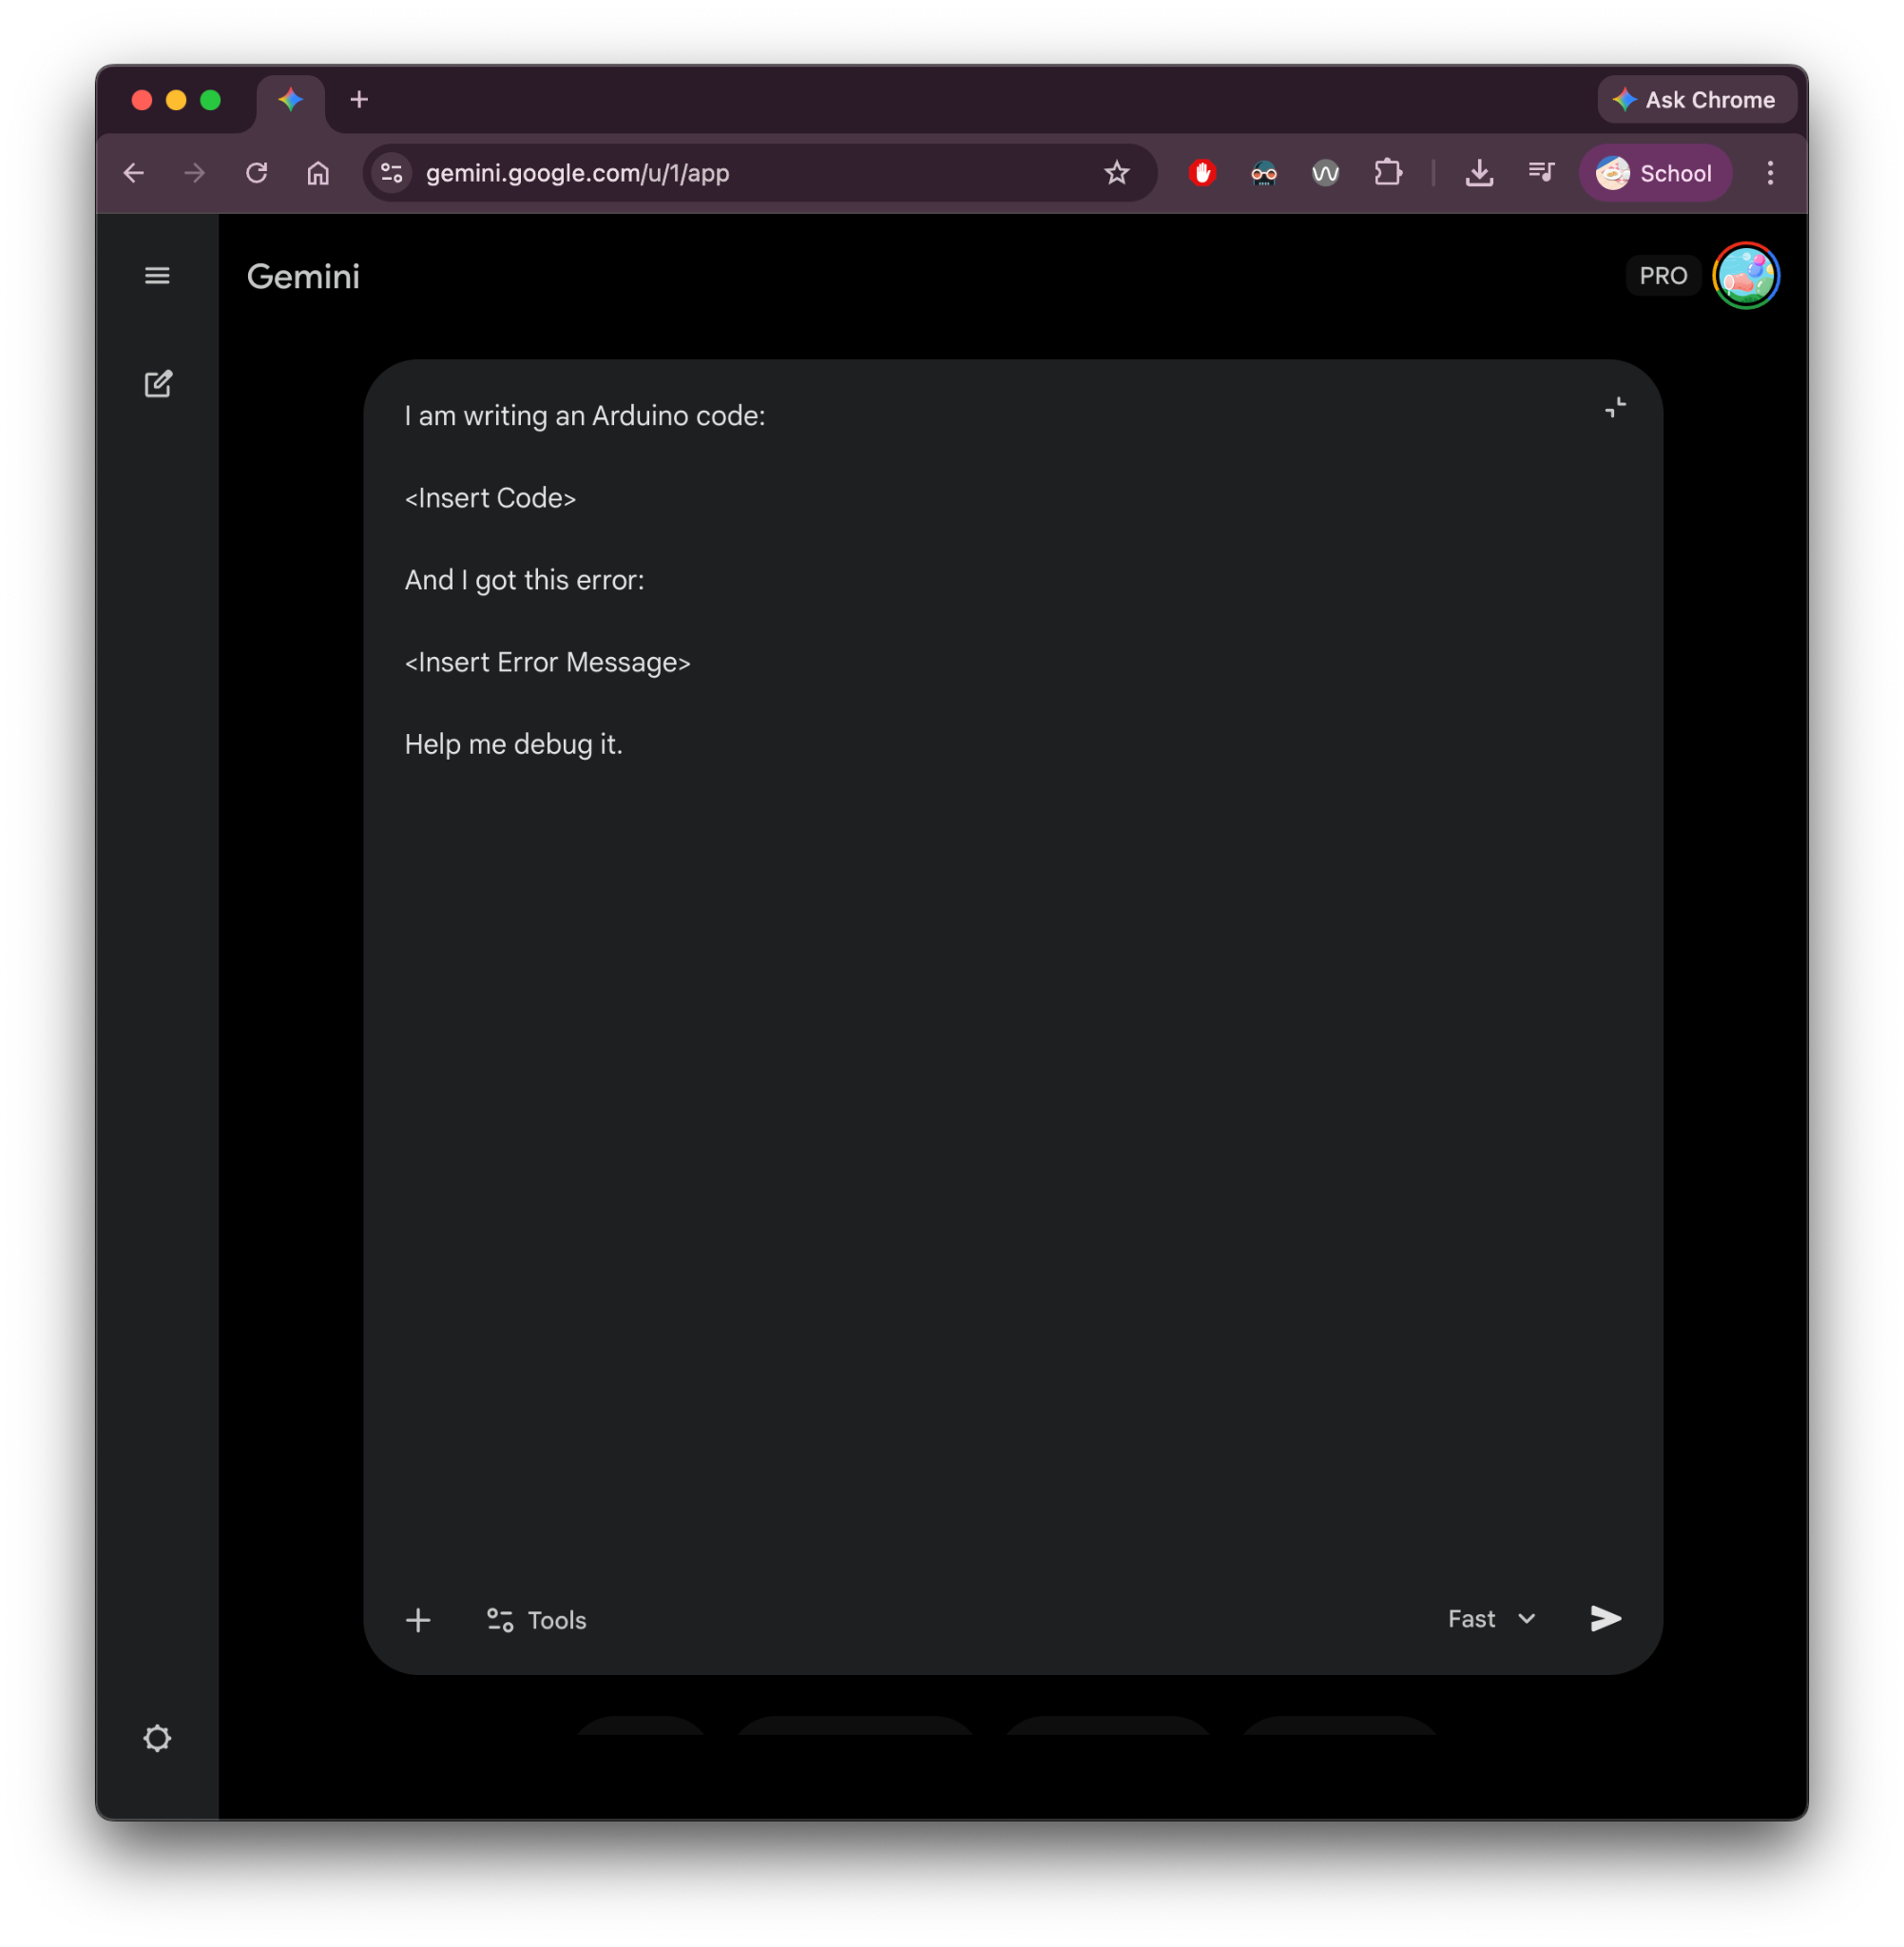 Ask Chrome
gemini.google.com/u/1/app
School
Gemini
PRO
I am writing an Arduino code:
<Insert Code>
And I got this error:
<Insert Error Message>
Help me debug it.
Tools
Fast